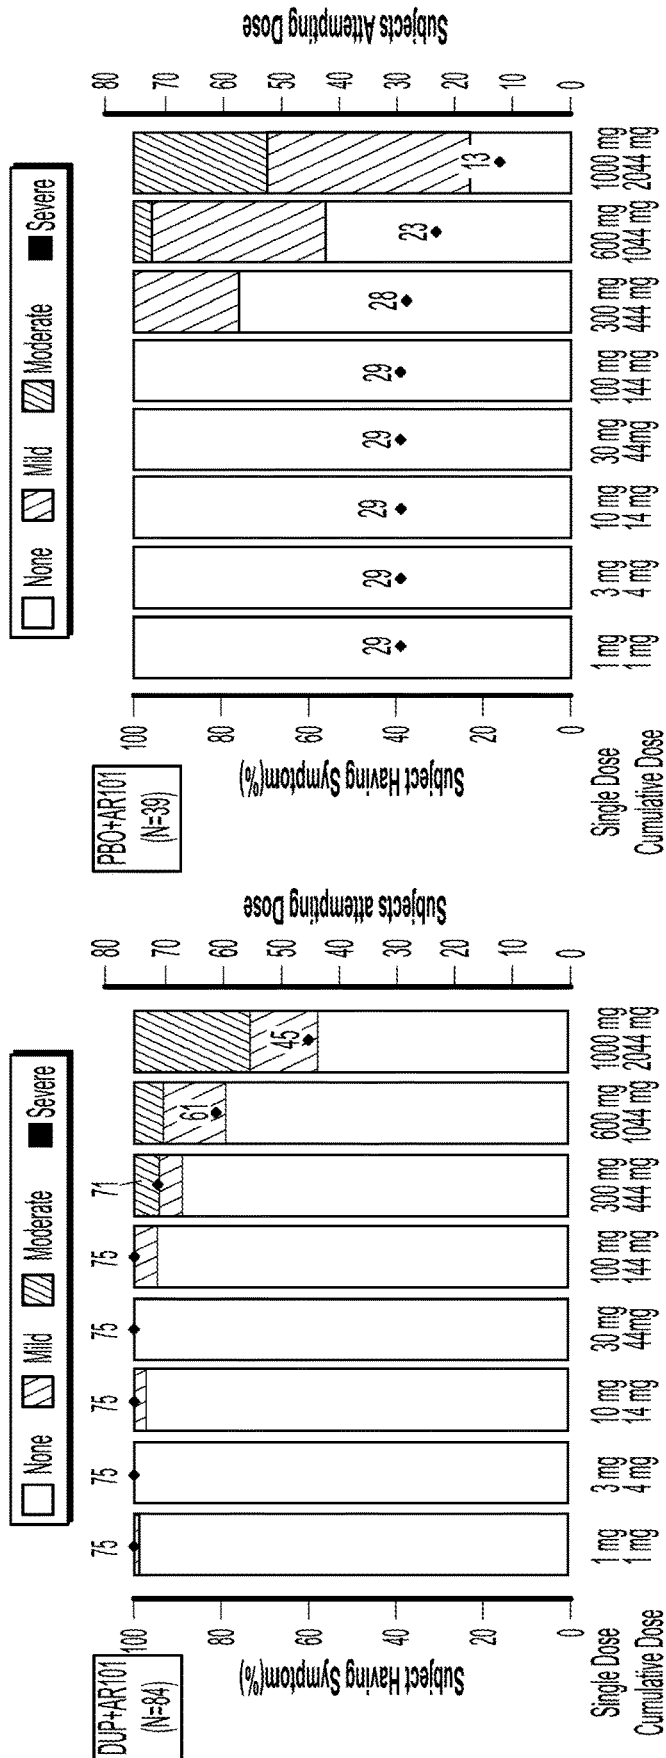 DUP+AR101
(N=84)
None Mild Moderate Severe
Subject Having Symptom(%)
100
80
60
40
20
0
75 75 75 75 75 71 61 45
Subjects attempting Dose
80
70
60
50
40
30
20
10
0
Single Dose 1 mg 3 mg 10 mg 30 mg 100 mg 300 mg 600 mg 1000 mg
Cumulative Dose 1 mg 4 mg 14 mg 44mg 144 mg 444 mg 1044 mg 2044 mg
PBO+AR101
(N=39)
None Mild Moderate Severe
Subject Having Symptom(%)
100
80
60
40
20
0
29 29 29 29 29 28 23 13
Subjects Attempting Dose
80
70
60
50
40
30
20
10
0
Single Dose 1 mg 3 mg 10 mg 30 mg 100 mg 300 mg 600 mg 1000 mg
Cumulative Dose 1 mg 4 mg 14 mg 44mg 144 mg 444 mg 1044 mg 2044 mg